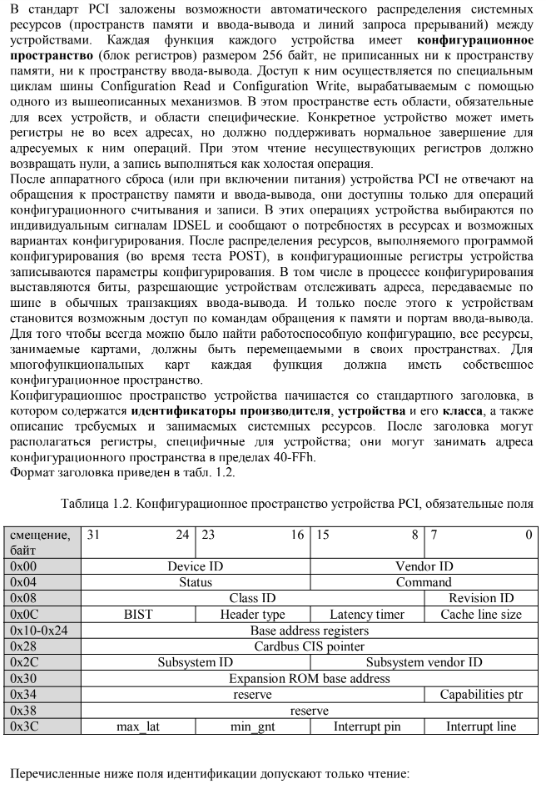 В стандарт PCI заложены возможности автоматического распределения системных
ресурсов (пространств памяти и ввода-вывода и линий запроса прерываний) между
устройствами. Каждая функция каждого устройства имеет конфигурационное
пространство (блок регистров) размером 256 байт, не приписанных ни к пространству
памяти, ни к пространству ввода-вывода. Доступ к ним осуществляется по специальным
циклам шины Configuration Read и Configuration Write, вырабатываемым с помощью
одного из вышеописанных механизмов. В этом пространстве есть области, обязательные
для всех устройств, и области специфические. Конкретное устройство может иметь
регистры не во всех адресах, но должно поддерживать нормальное завершение для
адресуемых к ним операций. При этом чтение несуществующих регистров должно
возвращать нули, а запись выполняться как холостая операция.
После аппаратного сброса (или при включении питания) устройства PCI не отвечают на
обращения к пространству памяти и ввода-вывода, они доступны только для операций
конфигурационного считывания и записи. В этих операциях устройства выбираются по
индивидуальным сигналам IDSEL и сообщают о потребностях в ресурсах и возможных
вариантах конфигурирования. После распределения ресурсов, выполняемого программой
конфигурирования (во время теста POST), в конфигурационные регистры устройства
записываются параметры конфигурирования. В том числе в процессе конфигурирования
выставляются биты, разрешающие устройствам отслеживать адреса, передаваемые по
шине в обычных транзакциях ввода-вывода. И только после этого к устройствам
становится возможным доступ по командам обращения к памяти и портам ввода-вывода.
Для того чтобы всегда можно было найти работоспособную конфигурацию, все ресурсы,
занимаемые картами, должны быть перемещаемыми в своих пространствах. Для
многофункциональных карт каждая функция должна иметь собственное
конфигурационное пространство.
Конфигурационное пространство устройства начинается со стандартного заголовка, в
котором содержатся идентификаторы производителя, устройства и его класса, а также
описание требуемых и занимаемых системных ресурсов. После заголовка могут
располагаться регистры, специфичные для устройства; они могут занимать адреса
конфигурационного пространства в пределах 40-FFh.
Формат заголовка приведен в табл. 1.2.
Таблица 1.2. Конфигурационное пространство устройства PCI, обязательные поля
смещение, 31 24 23 16 15 8 7 0
байт
0x00 Device ID Vendor ID
0x04 Status Command
0x08 Class ID Revision ID
0x0C BIST Header type Latency timer Cache line size
0x10-0x24 Base address registers
0x28 Cardbus CIS pointer
0x2C Subsystem ID Subsystem vendor ID
0x30 Expansion ROM base address
0x34 reserve Capabilities ptr
0x38 reserve
0x3C max_lat min_gnt Interrupt pin Interrupt line
Перечисленные ниже поля идентификации допускают только чтение: